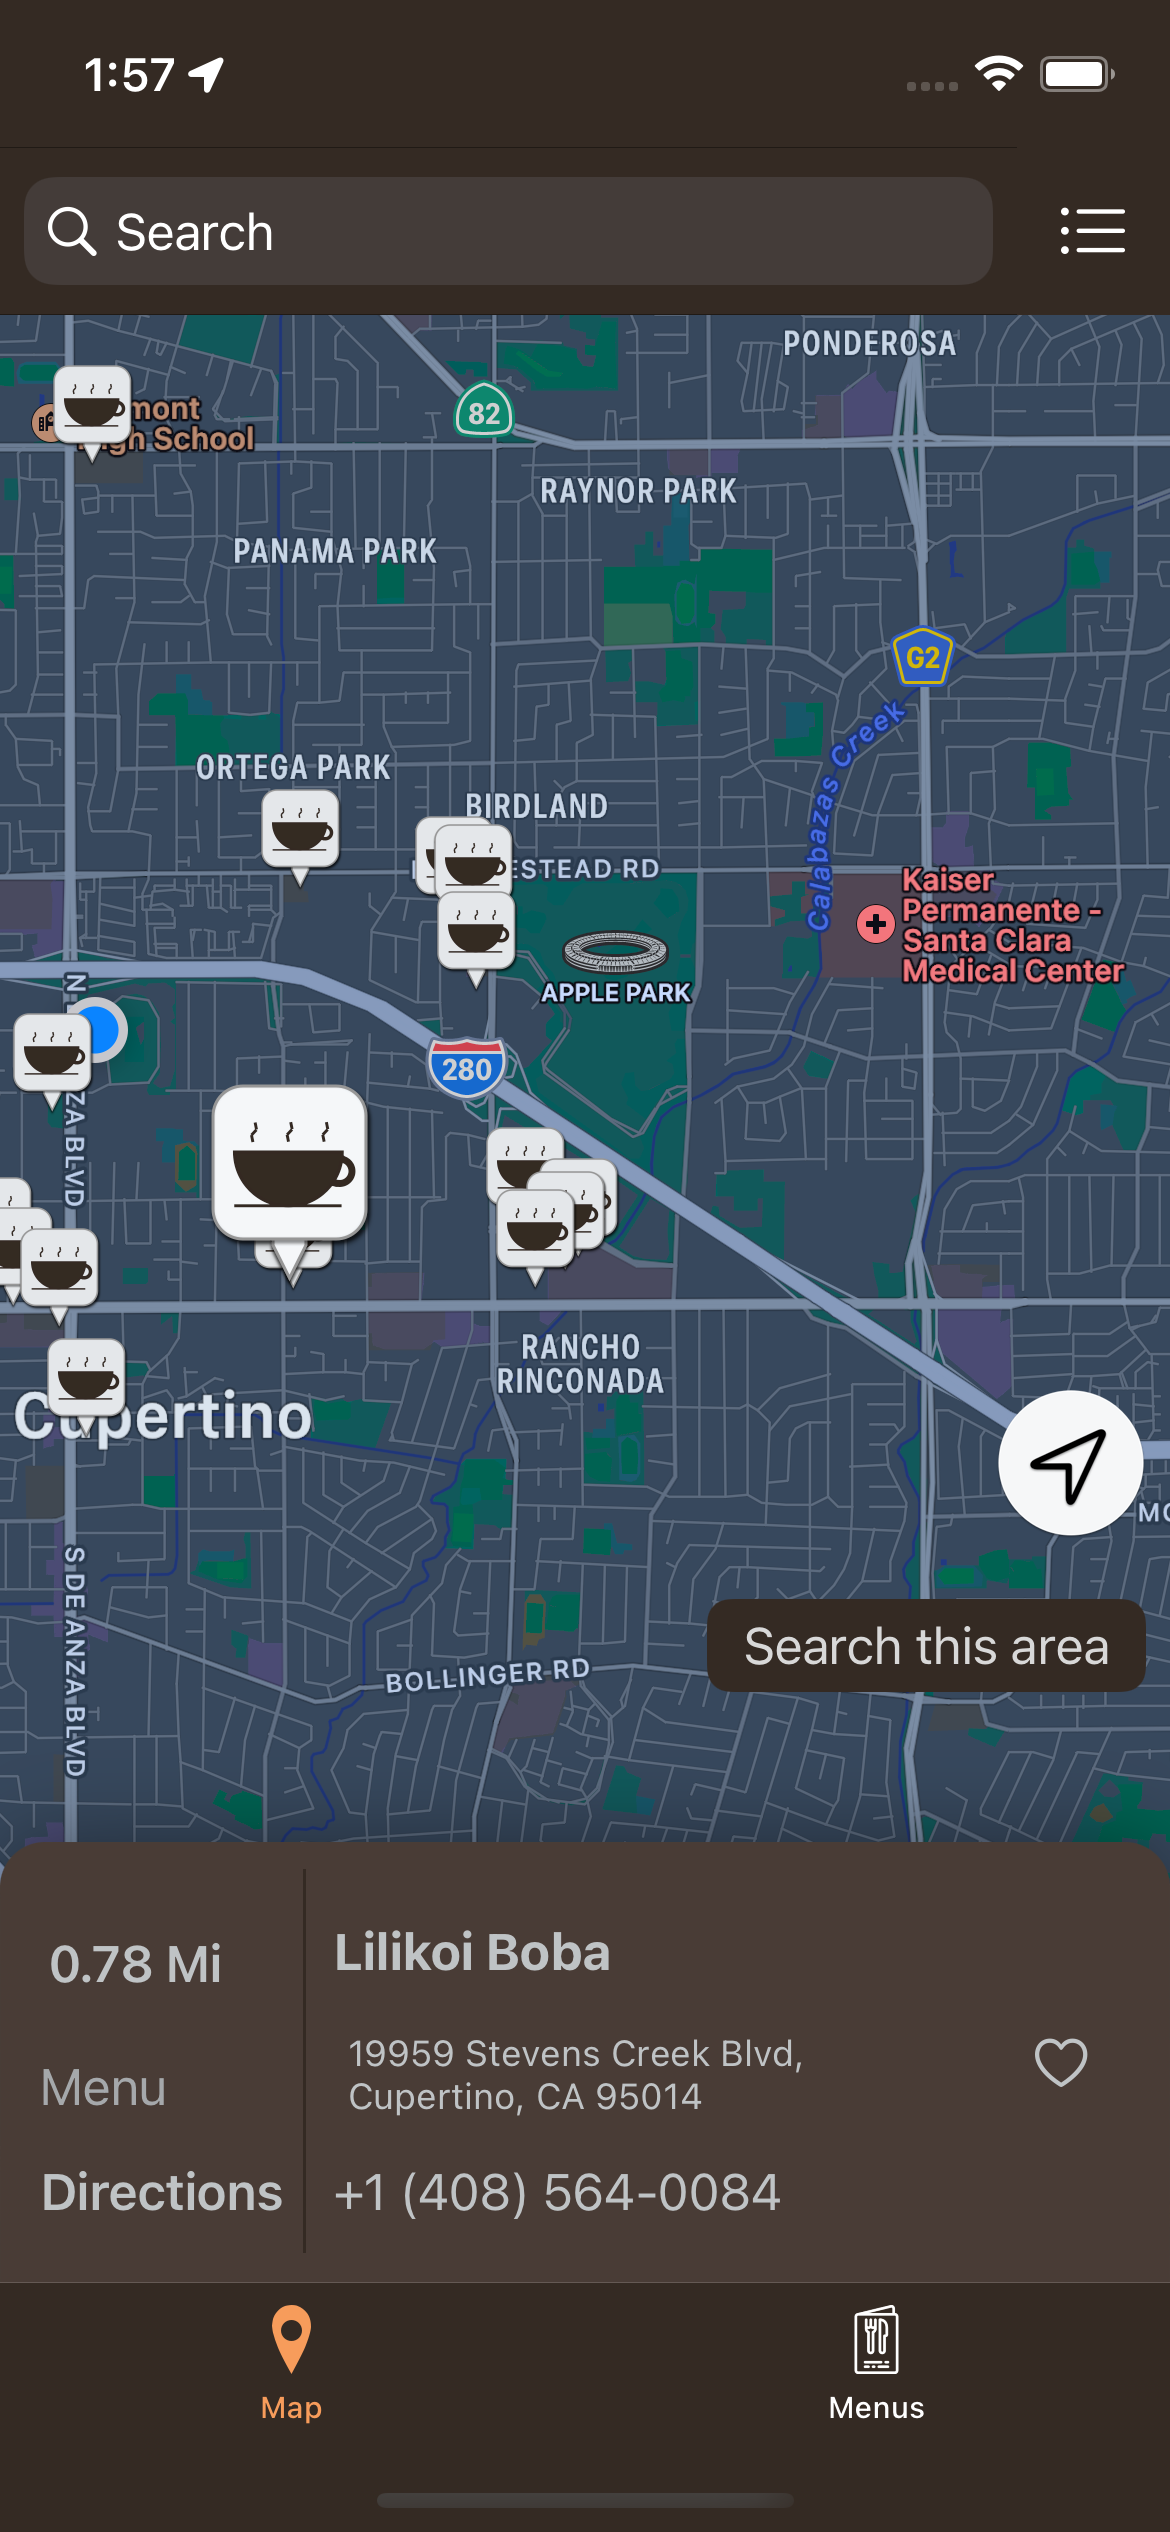 1:57
Search
PONDEROSA
mont
gh School
82
RAYNOR PARK
PANAMA PARK
G2
Calabazas Creek
ORTEGA PARK
BIRDLAND
ESTEAD RD
Kaiser
Permanente -
Santa Clara
Medical Center
APPLE PARK
N
ZA BLVD
280
RANCHO
RINCONADA
Cupertino
MO
S DE ANZA BLVD
Search this area
BOLLINGER RD
0.78 Mi
Lilikoi Boba
19959 Stevens Creek Blvd,
Cupertino, CA 95014
Menu
Directions
+1 (408) 564-0084
Map
Menus